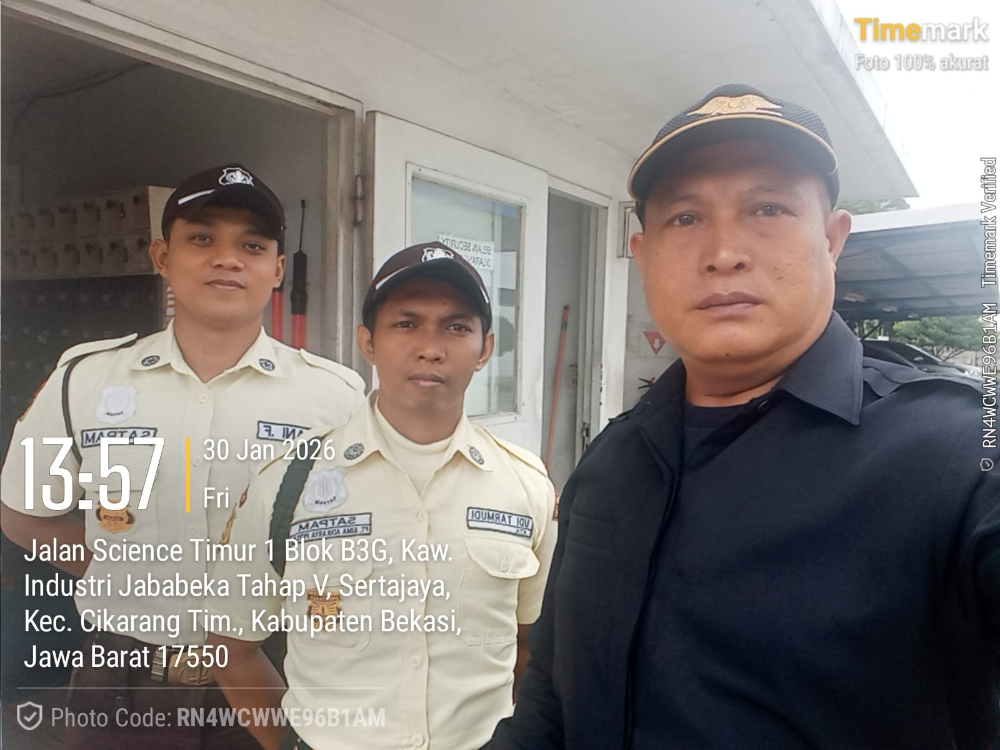 Timemark
Foto 100% akurat
SELAIN SECURITY
SATPAM
ANI .F
13:57
30 Jan 2026
Fri
SATPAM
UDI TARMUDI
Jalan Science Timur 1 Blok B3G, Kaw.
Industri Jababeka Tahap V, Sertajaya,
Kec. Cikarang Tim., Kabupaten Bekasi,
Jawa Barat 17550
Photo Code: RN4WCWWE96B1AM
RN4WCWWE96B1AM Timemark Verified